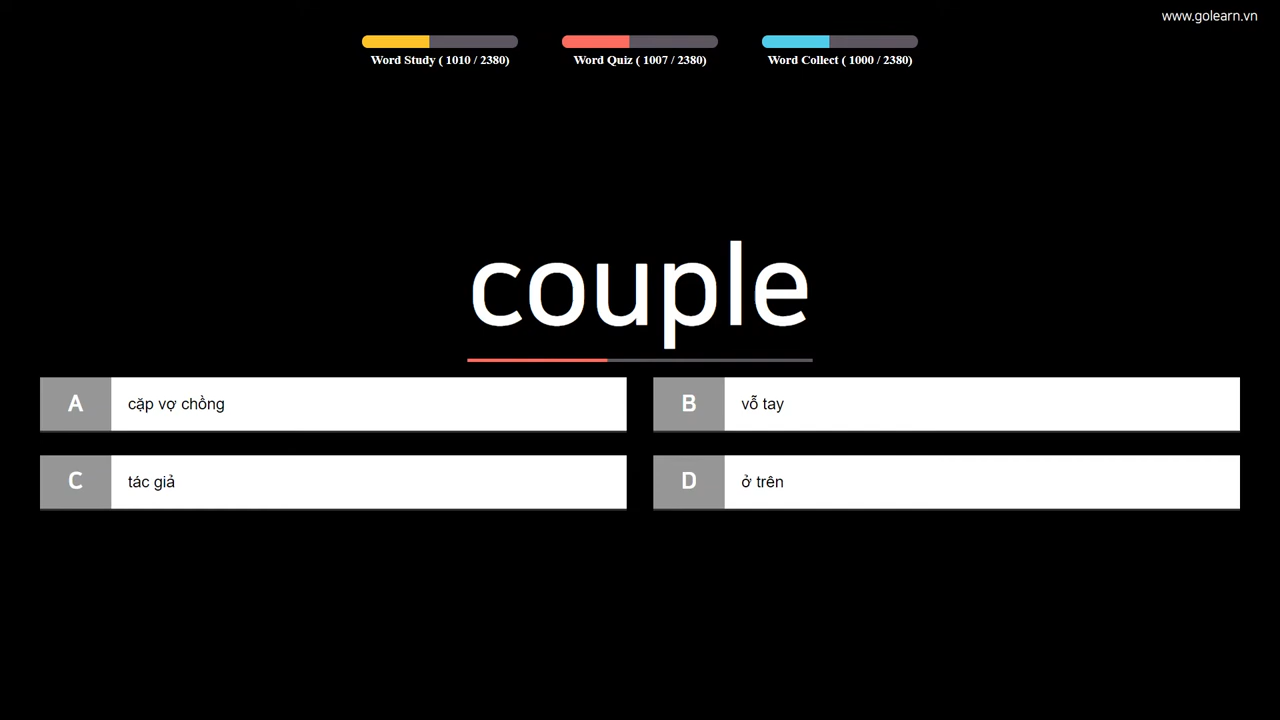 www.golearn.vn
Word Study ( 1010 / 2380)
Word Quiz ( 1007 / 2380)
Word Collect ( 1000 / 2380)
couple
A cặp vợ chồng
B vỗ tay
C tác giả
D ở trên